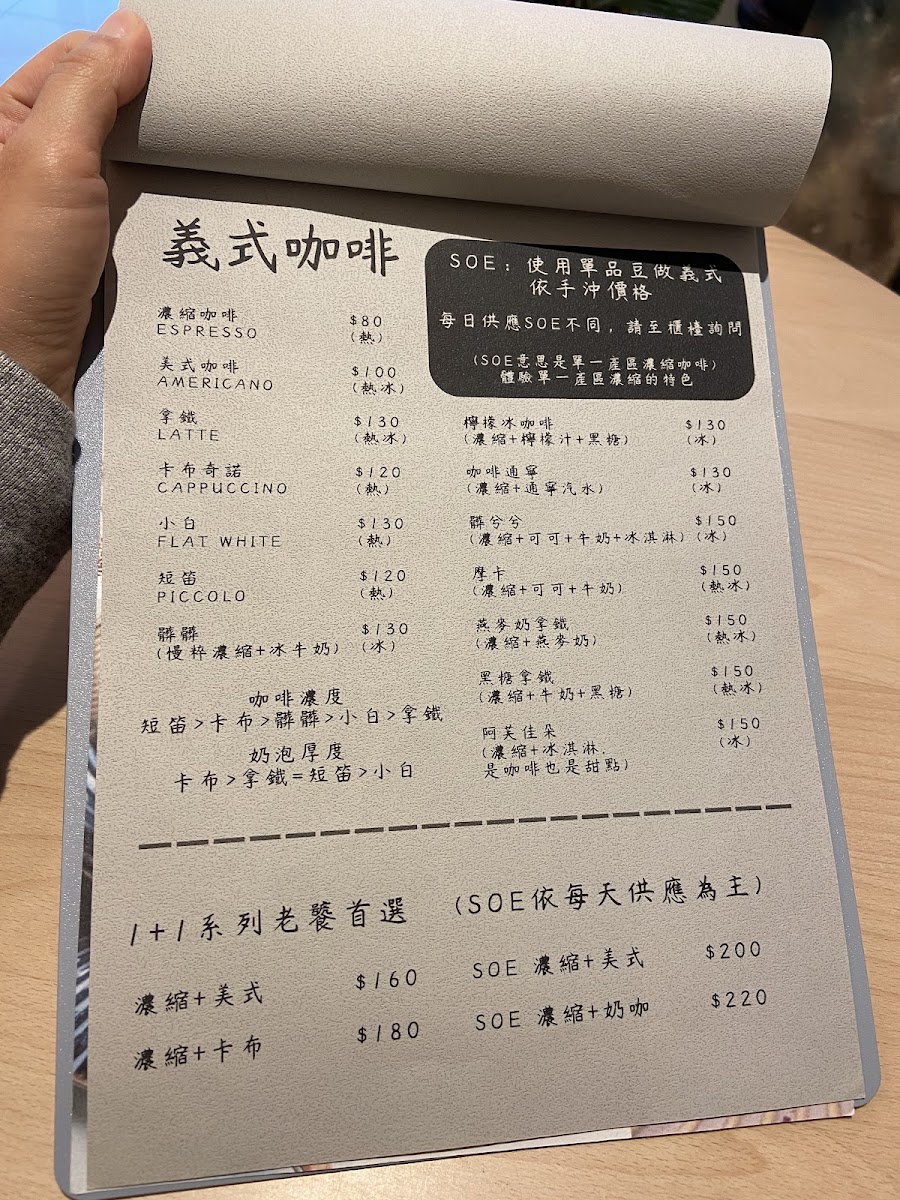 義式咖啡
SOE：使用單品豆做義式
依手沖價格
每日供應SOE不同，請至櫃檯詢問
(SOE意思是單一產區濃縮咖啡)
體驗單一產區濃縮的特色
濃縮咖啡 $80
ESPRESSO (熱)
美式咖啡 $100
AMERICANO (熱冰)
拿鐵 $130
LATTE (熱冰)
卡布奇諾 $120
CAPPUCCINO (熱)
小白 $130
FLAT WHITE (熱)
短笛 $120
PICCOLO (熱)
髒髒 $130
(慢粹濃縮+冰牛奶) (冰)
咖啡濃度
短笛>卡布>髒髒>小白>拿鐵
奶泡厚度
卡布>拿鐵=短笛>小白
檸檬冰咖啡 $130
(濃縮+檸檬汁+黑糖) (冰)
咖啡通寧 $130
(濃縮+通寧汽水) (冰)
髒兮兮 $150
(濃縮+可可+牛奶+冰淇淋) (冰)
摩卡 $150
(濃縮+可可+牛奶) (熱冰)
燕麥奶拿鐵 $150
(濃縮+燕麥奶) (熱冰)
黑糖拿鐵 $150
(濃縮+牛奶+黑糖) (熱冰)
阿芙佳朵 $150
(濃縮+冰淇淋. (冰)
是咖啡也是甜點)
1+1系列老饕首選 (SOE依每天供應為主)
濃縮+美式 $160
濃縮+卡布 $180
SOE 濃縮+美式 $200
SOE 濃縮+奶咖 $220